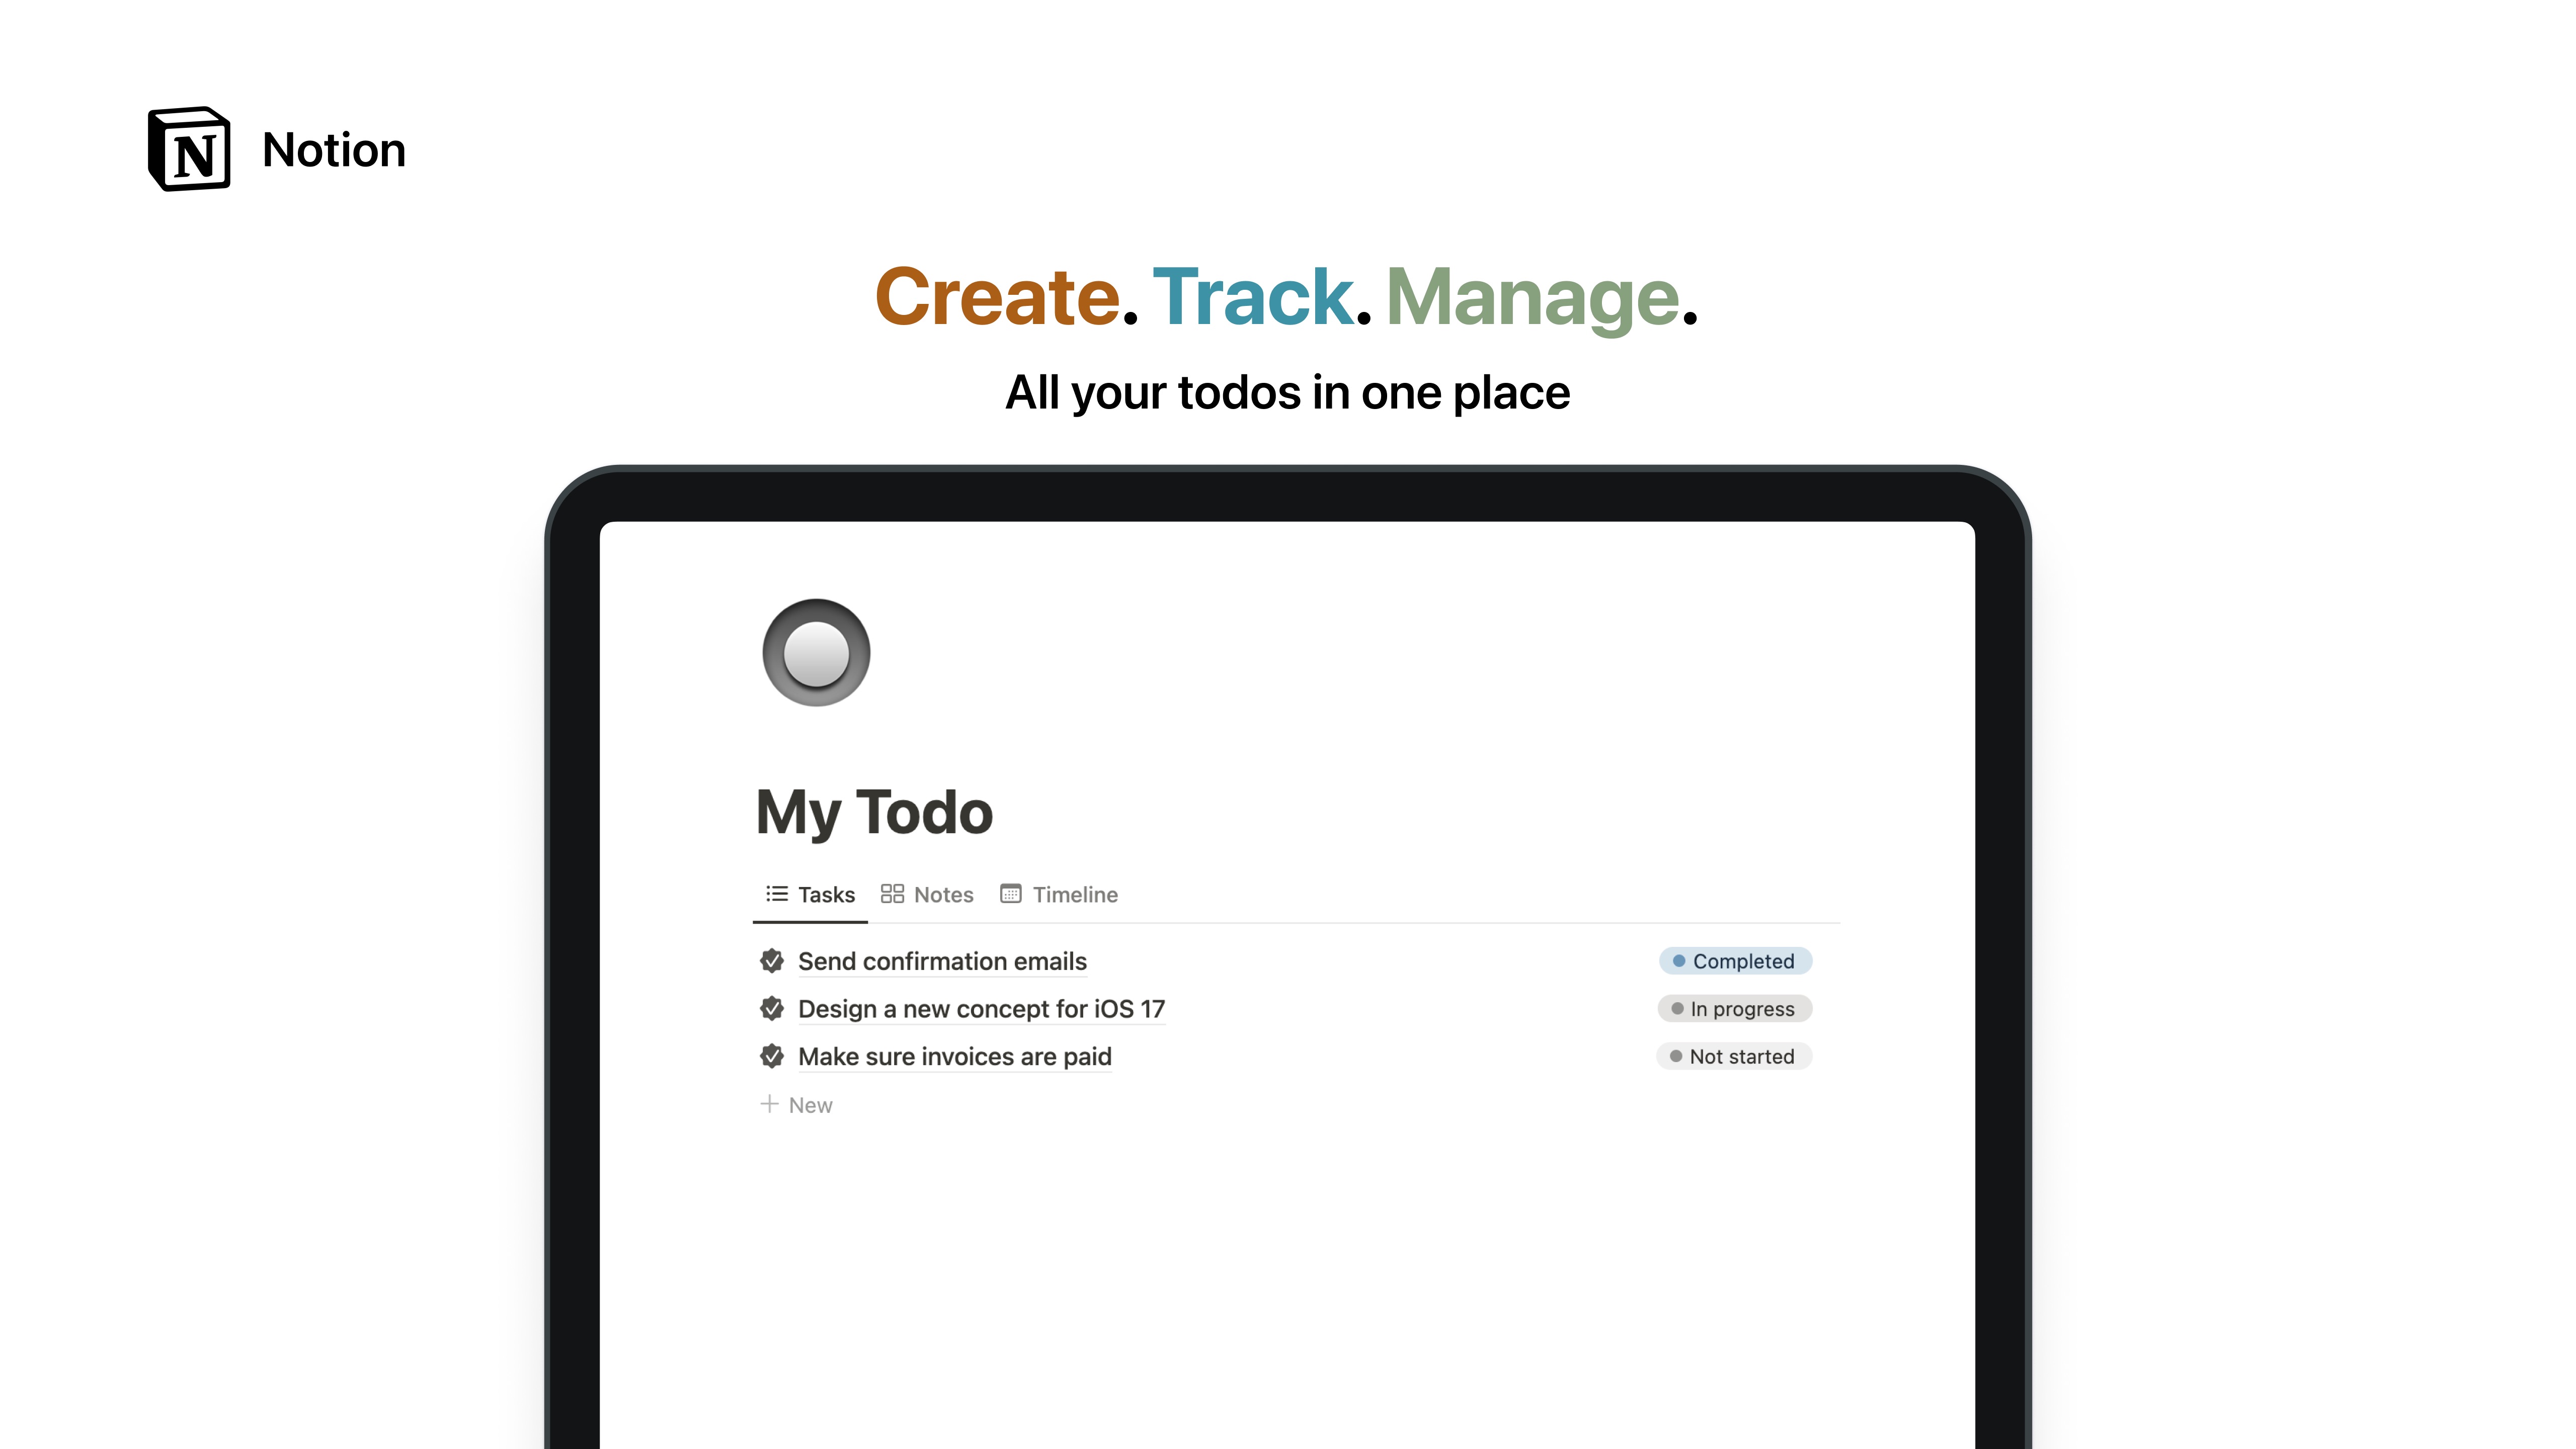 N Notion
Create. Track. Manage.
All your todos in one place
My Todo
Tasks Notes Timeline
Send confirmation emails Completed
Design a new concept for iOS 17 In progress
Make sure invoices are paid Not started
New